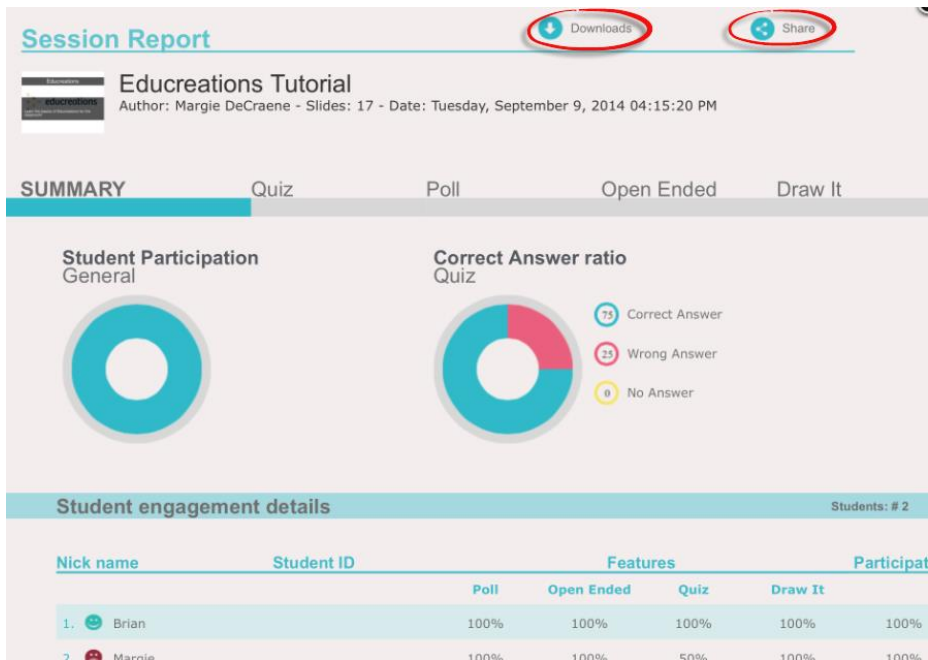 Session Report
Downloads
Share
Educreations
educreations
Educreations Tutorial
Author: Margie DeCraene - Slides: 17 - Date: Tuesday, September 9, 2014 04:15:20 PM
SUMMARY Quiz Poll Open Ended Draw It
Student Participation
General
Correct Answer ratio
Quiz
75 Correct Answer
25 Wrong Answer
0 No Answer
Student engagement details Students: # 2
Nick name Student ID Features Participat
Poll Open Ended Quiz Draw It
1. Brian 100% 100% 100% 100% 100%
2. Margie 100% 100% 50% 100% 100%